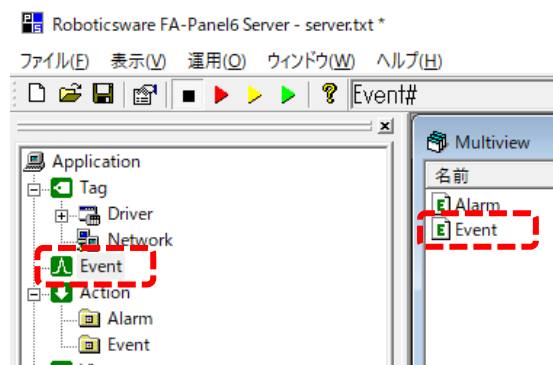 Roboticsware FA-Panel6 Server - server.txt *
ファイル(F) 表示(V) 運用(O) ウィンドウ(W) ヘルプ(H)
Event#
Application
Tag
Driver
Network
Event
Action
Alarm
Event
Multiview
名前
Alarm
Event